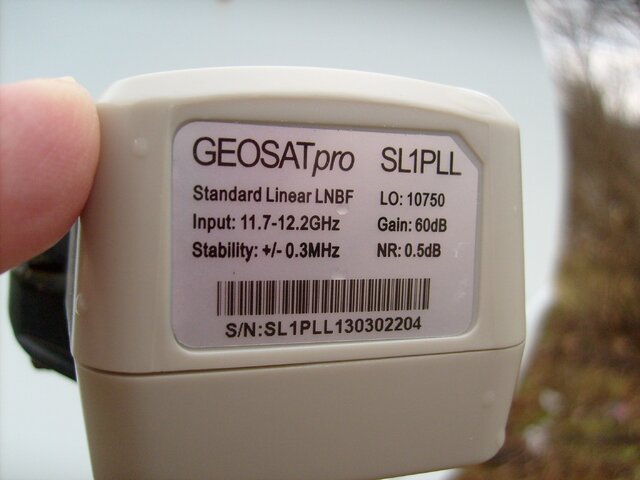 GEOSATpro SL1PLL
Standard Linear LNBF LO: 10750
Input: 11.7-12.2GHz Gain: 60dB
Stability: +/- 0.3MHz NR: 0.5dB
S/N:SL1PLL130302204